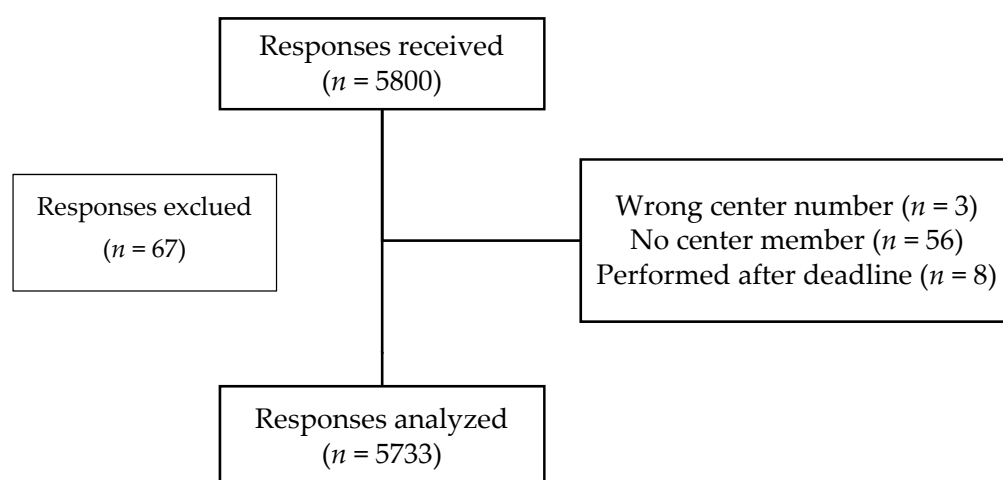 Responses received
(n = 5800)
Responses exclued
(n = 67)
Wrong center number (n = 3)
No center member (n = 56)
Performed after deadline (n = 8)
Responses analyzed
(n = 5733)